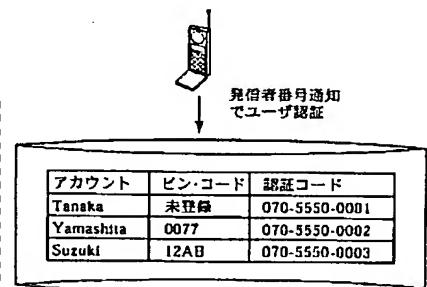 発信者番号通知
でユーザ認証
アカウント ピン・コード 認証コード
Tanaka 未登録 070-5550-0001
Yamashita 0077 070-5550-0002
Suzuki 12AB 070-5550-0003